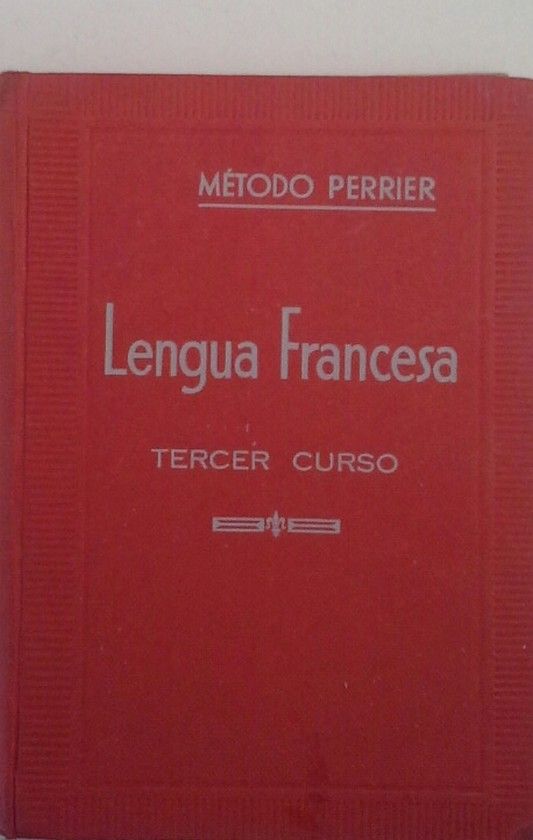 MÉTODO PERRIER
Lengua Francesa
TERCER CURSO